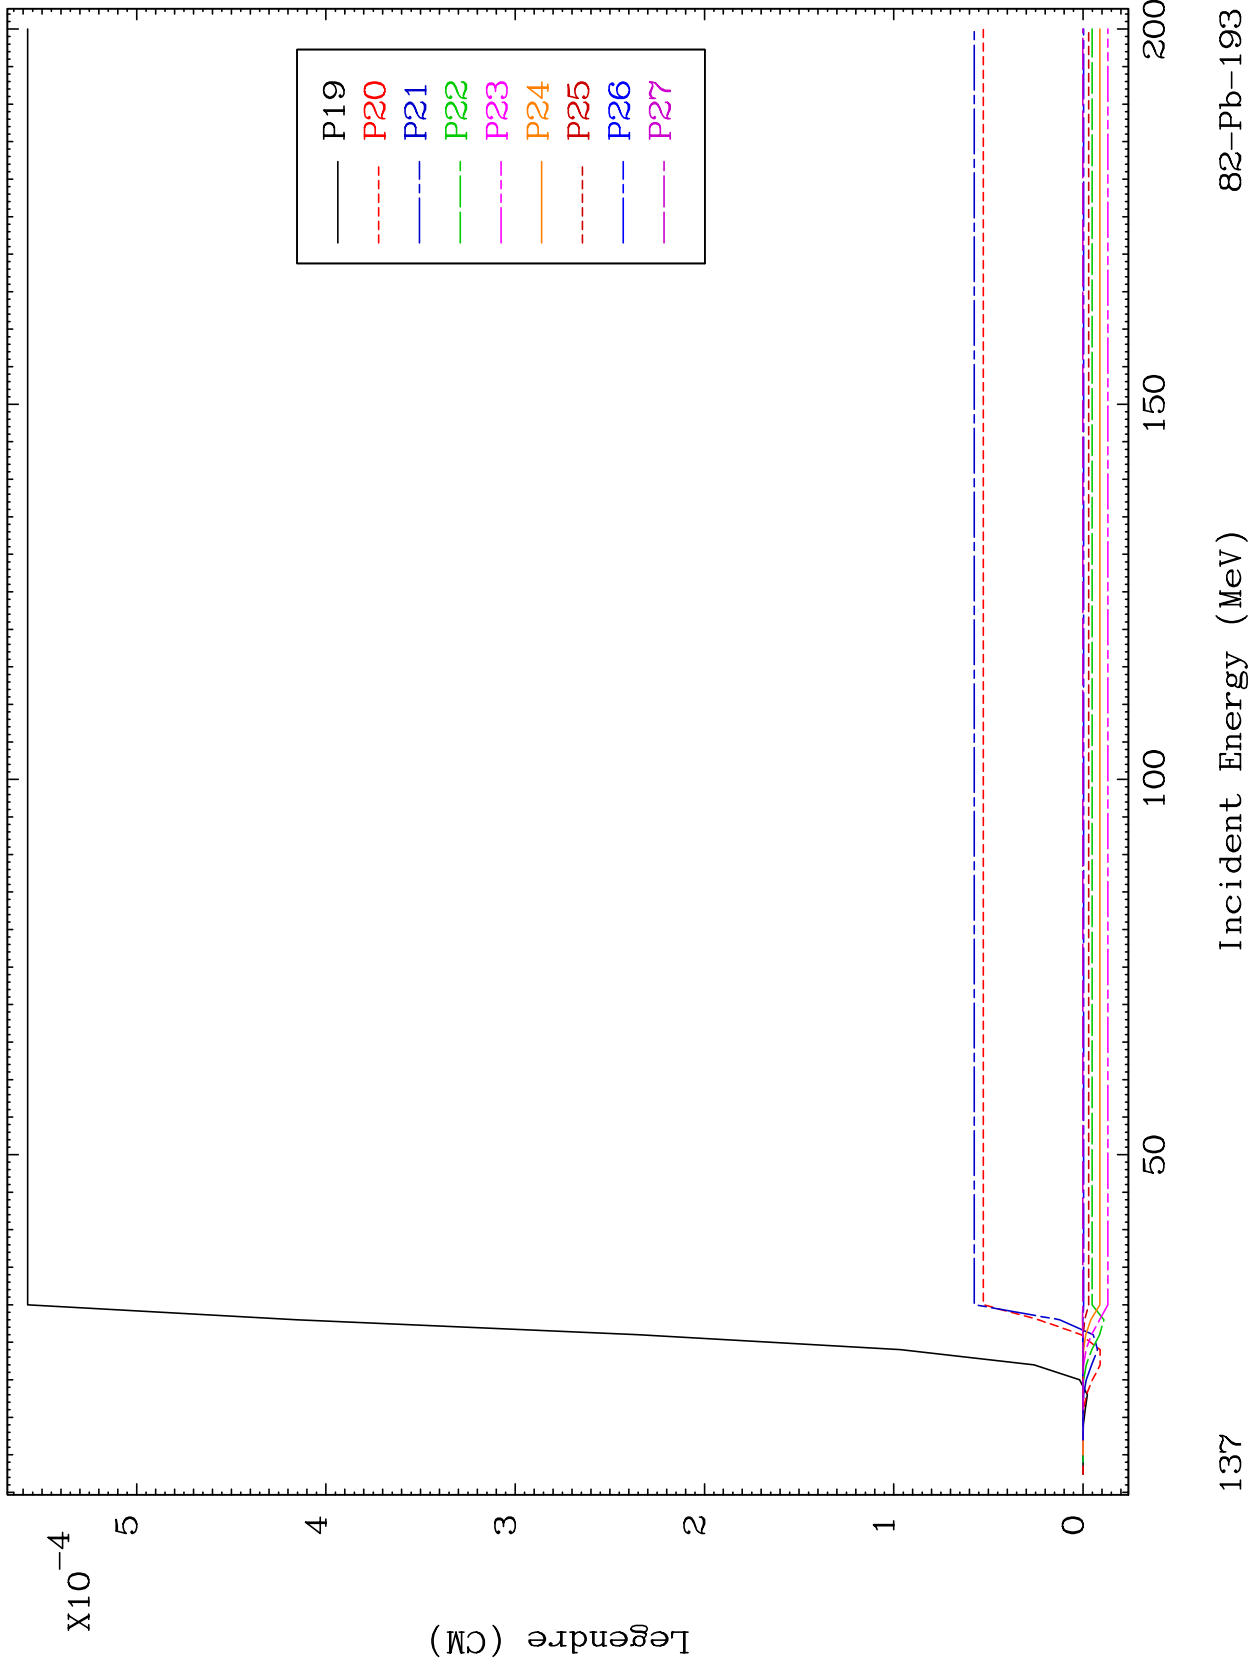 X10-4
5
4
3
2
1
0
Legendre (CM)
P19
P20
P21
P22
P23
P24
P25
P26
P27
50
100
150
200
Incident Energy (MeV)
137
82-Pb-193